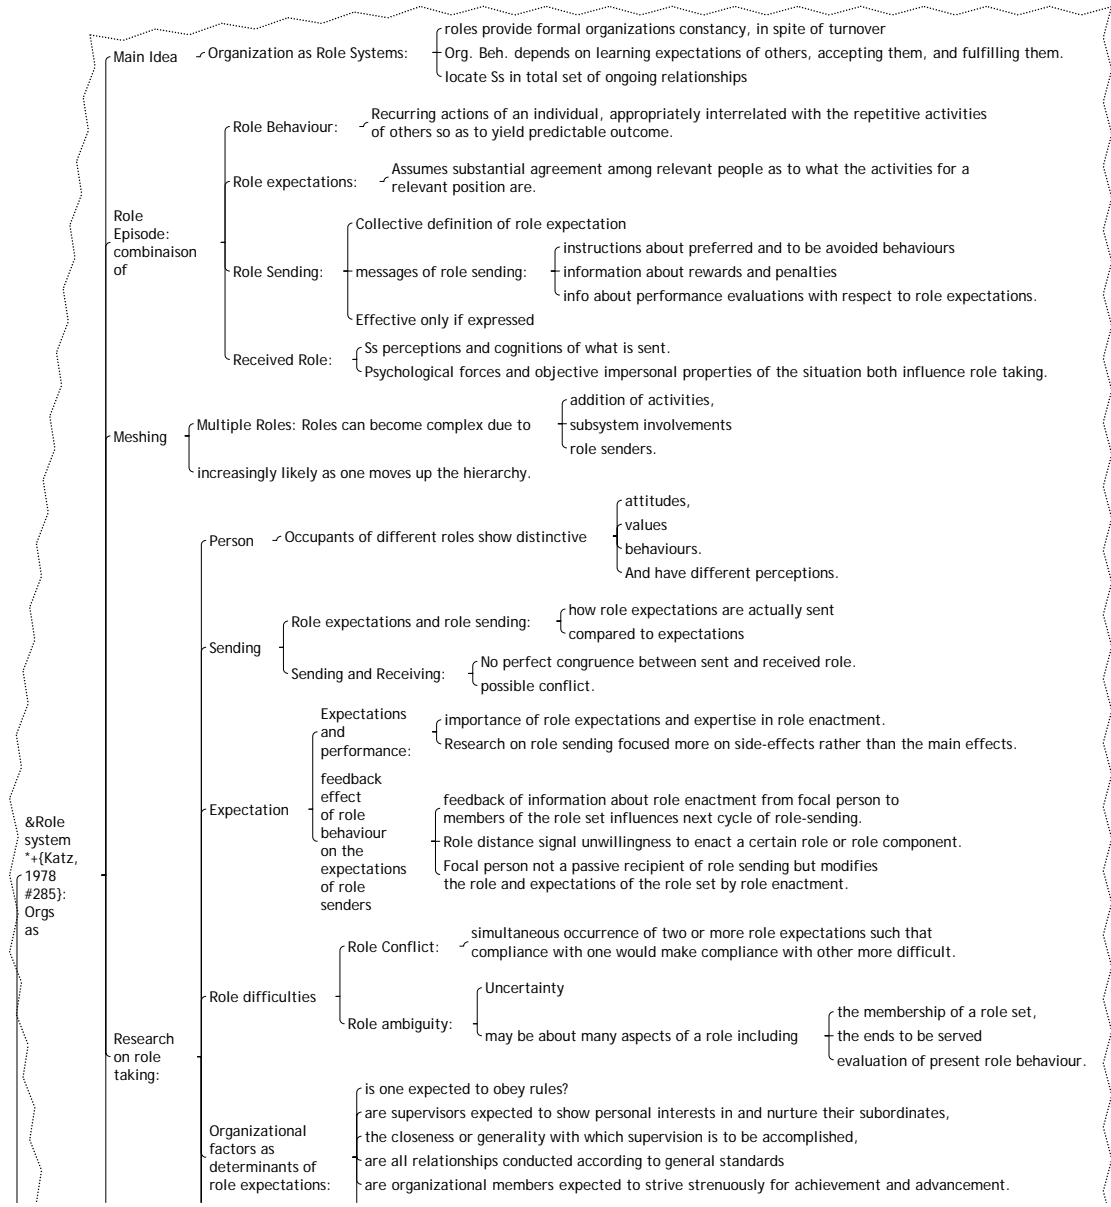 &Role
system
*+{Katz,
1978
#285}:
Orgs
as
Main Idea
Organization as Role Systems:
roles provide formal organizations constancy, in spite of turnover
Org. Beh. depends on learning expectations of others, accepting them, and fulfilling them.
locate Ss in total set of ongoing relationships
Role
Episode:
combinaison
of
Role Behaviour:
Recurring actions of an individual, appropriately interrelated with the repetitive activities
of others so as to yield predictable outcome.
Role expectations:
Assumes substantial agreement among relevant people as to what the activities for a
relevant position are.
Role Sending:
Collective definition of role expectation
messages of role sending:
instructions about preferred and to be avoided behaviours
information about rewards and penalties
info about performance evaluations with respect to role expectations.
Effective only if expressed
Received Role:
Ss perceptions and cognitions of what is sent.
Psychological forces and objective impersonal properties of the situation both influence role taking.
Meshing
Multiple Roles: Roles can become complex due to
addition of activities,
subsystem involvements
role senders.
increasingly likely as one moves up the hierarchy.
Research
on role
taking:
Person
Occupants of different roles show distinctive
attitudes,
values
behaviours.
And have different perceptions.
Sending
Role expectations and role sending:
how role expectations are actually sent
compared to expectations
Sending and Receiving:
No perfect congruence between sent and received role.
possible conflict.
Expectation
Expectations
and
performance:
importance of role expectations and expertise in role enactment.
Research on role sending focused more on side-effects rather than the main effects.
feedback
effect
of role
behaviour
on the
expectations
of role
senders
feedback of information about role enactment from focal person to
members of the role set influences next cycle of role-sending.
Role distance signal unwillingness to enact a certain role or role component.
Focal person not a passive recipient of role sending but modifies
the role and expectations of the role set by role enactment.
Role difficulties
Role Conflict:
simultaneous occurrence of two or more role expectations such that
compliance with one would make compliance with other more difficult.
Role ambiguity:
Uncertainty
may be about many aspects of a role including
the membership of a role set,
the ends to be served
evaluation of present role behaviour.
Organizational
factors as
determinants of
role expectations:
is one expected to obey rules?
are supervisors expected to show personal interests in and nurture their subordinates,
the closeness or generality with which supervision is to be accomplished,
are all relationships conducted according to general standards
are organizational members expected to strive strenuously for achievement and advancement.